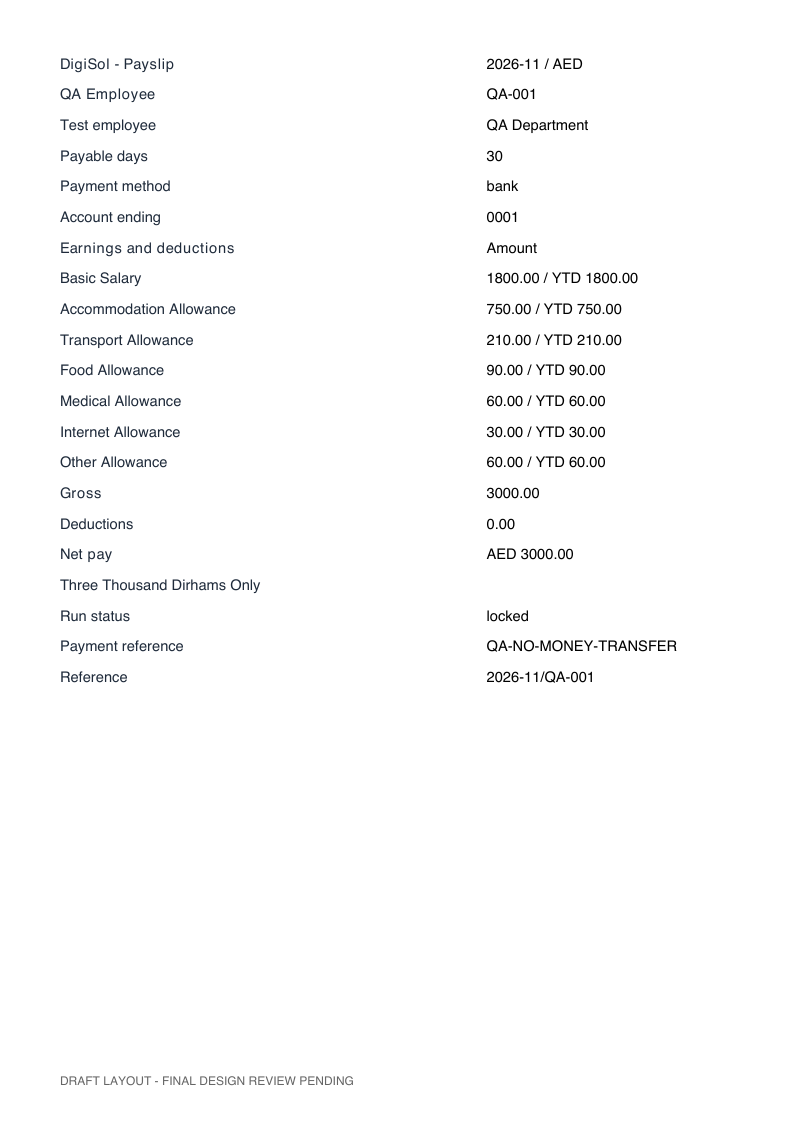 DigiSol - Payslip 2026-11 / AED
QA Employee QA-001
Test employee QA Department
Payable days 30
Payment method bank
Account ending 0001
Earnings and deductions Amount
Basic Salary 1800.00 / YTD 1800.00
Accommodation Allowance 750.00 / YTD 750.00
Transport Allowance 210.00 / YTD 210.00
Food Allowance 90.00 / YTD 90.00
Medical Allowance 60.00 / YTD 60.00
Internet Allowance 30.00 / YTD 30.00
Other Allowance 60.00 / YTD 60.00
Gross 3000.00
Deductions 0.00
Net pay AED 3000.00
Three Thousand Dirhams Only
Run status locked
Payment reference QA-NO-MONEY-TRANSFER
Reference 2026-11/QA-001
DRAFT LAYOUT - FINAL DESIGN REVIEW PENDING